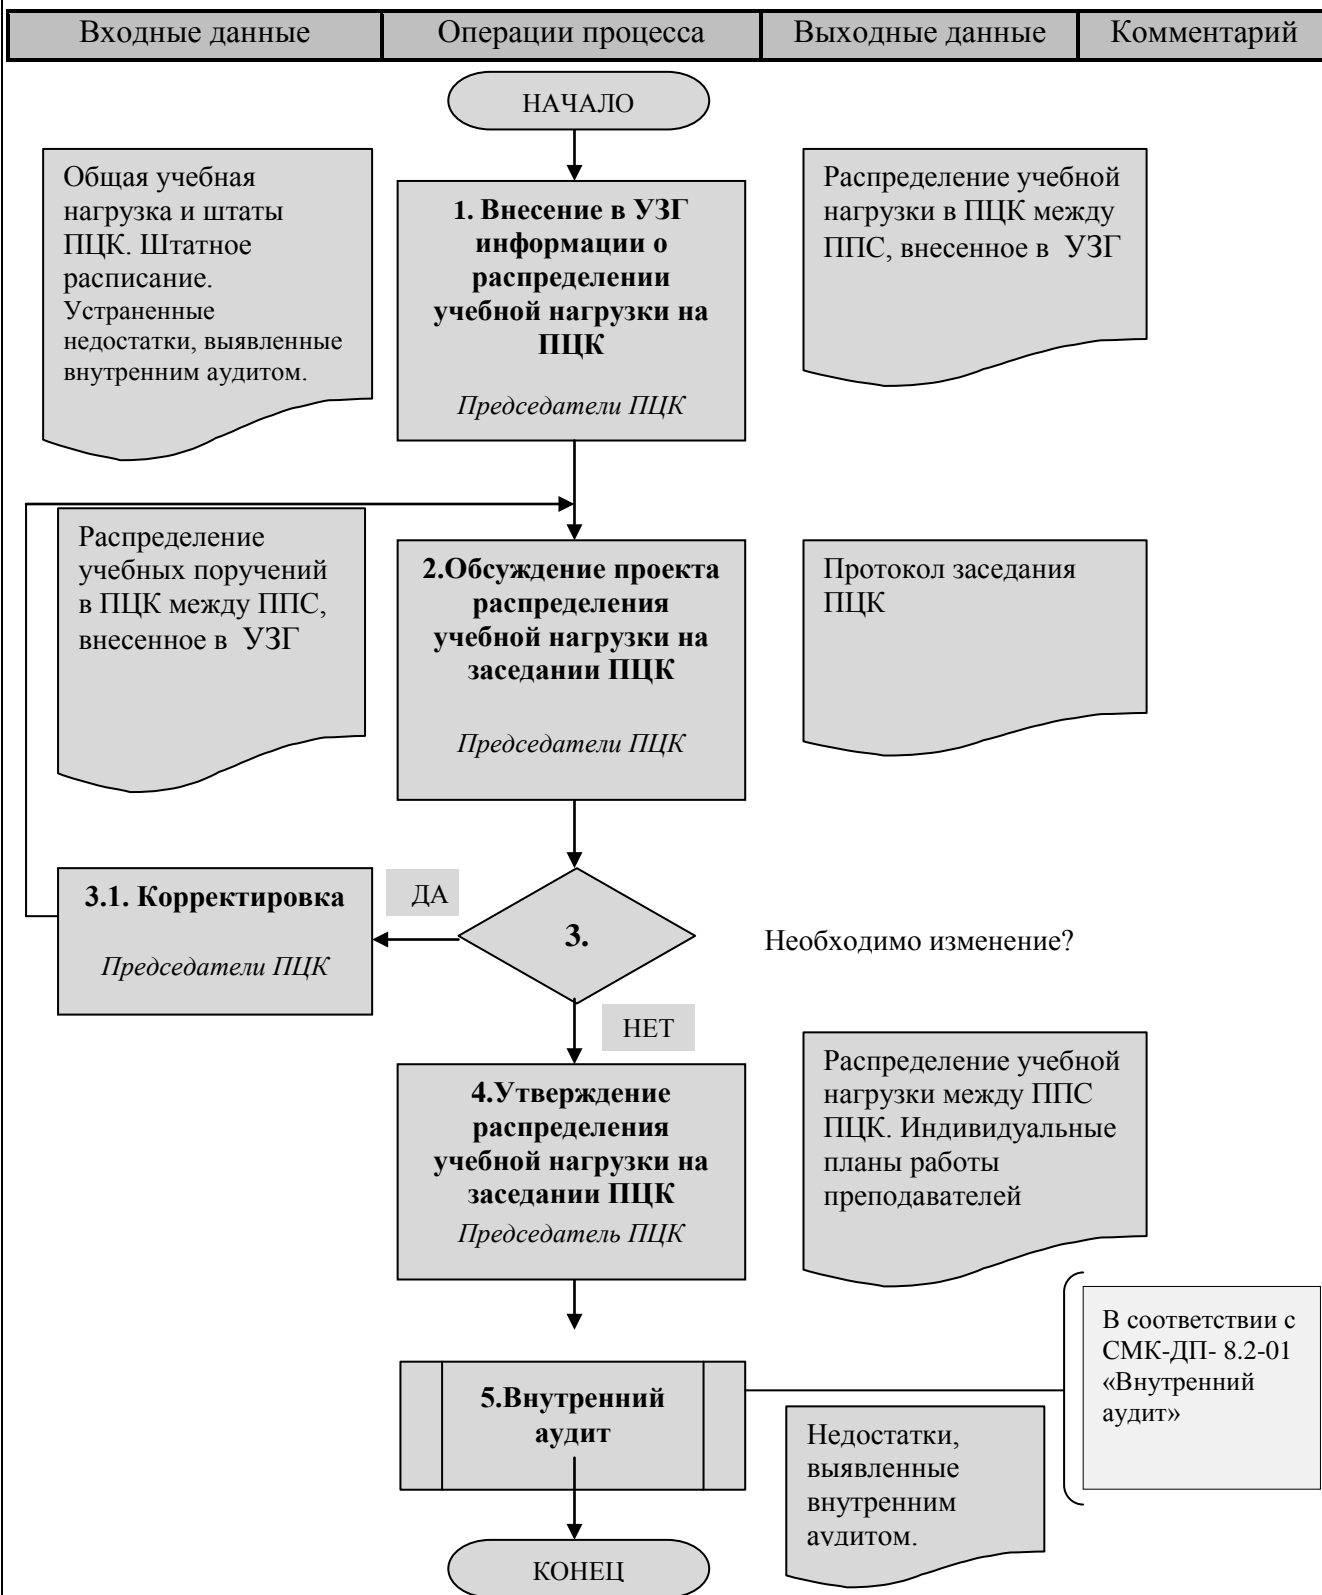 Входные данные
Операции процесса
Выходные данные
Комментарий
НАЧАЛО
Общая учебная
нагрузка и штаты
ПЦК. Штатное
расписание.
Устраненные
недостатки, выявленные
внутренним аудитом.
1. Внесение в УЗГ
информации о
распределении
учебной нагрузки на
ПЦК
Председатели ПЦК
Распределение учебной
нагрузки в ПЦК между
ППС, внесенное в УЗГ
Распределение
учебных поручений
в ПЦК между ППС,
внесенное в УЗГ
2.Обсуждение проекта
распределения
учебной нагрузки на
заседании ПЦК
Председатели ПЦК
Протокол заседания
ПЦК
3.1. Корректировка
Председатели ПЦК
ДА
3.
Необходимо изменение?
НЕТ
4.Утверждение
распределения
учебной нагрузки на
заседании ПЦК
Председатель ПЦК
Распределение учебной
нагрузки между ППС
ПЦК. Индивидуальные
планы работы
преподавателей
5.Внутренний
аудит
Недостатки,
выявленные
внутренним
аудитом.
В соответствии с
СМК-ДП- 8.2-01
«Внутренний
аудит»
КОНЕЦ